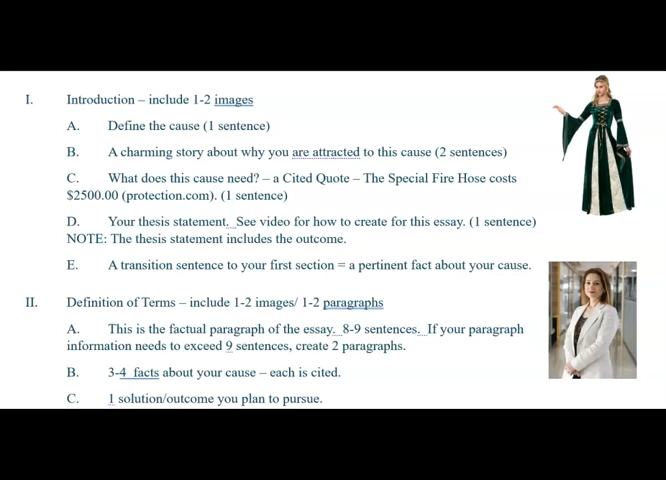 I. Introduction – include 1-2 images
A. Define the cause (1 sentence)
B. A charming story about why you are attracted to this cause (2 sentences)
C. What does this cause need? – a Cited Quote – The Special Fire Hose costs
$2500.00 (protection.com). (1 sentence)
D. Your thesis statement. See video for how to create for this essay. (1 sentence)
NOTE: The thesis statement includes the outcome.
E. A transition sentence to your first section = a pertinent fact about your cause.
II. Definition of Terms – include 1-2 images/ 1-2 paragraphs
A. This is the factual paragraph of the essay. 8-9 sentences. If your paragraph
information needs to exceed 9 sentences, create 2 paragraphs.
B. 3-4 facts about your cause – each is cited.
C. 1 solution/outcome you plan to pursue.